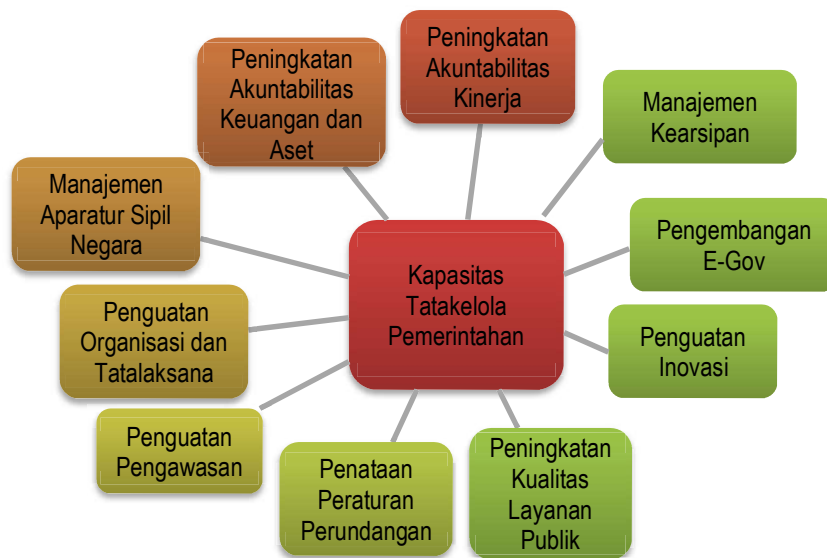 Peningkatan
Akuntabilitas
Kinerja
Peningkatan
Akuntabilitas
Keuangan dan
Aset
Manajemen
Kearsipan
Manajemen
Aparatur Sipil
Negara
Pengembangan
E-Gov
Kapasitas
Tatakelola
Pemerintahan
Penguatan
Organisasi dan
Tatalaksana
Penguatan
Inovasi
Penguatan
Pengawasan
Penataan
Peraturan
Perundangan
Peningkatan
Kualitas
Layanan
Publik